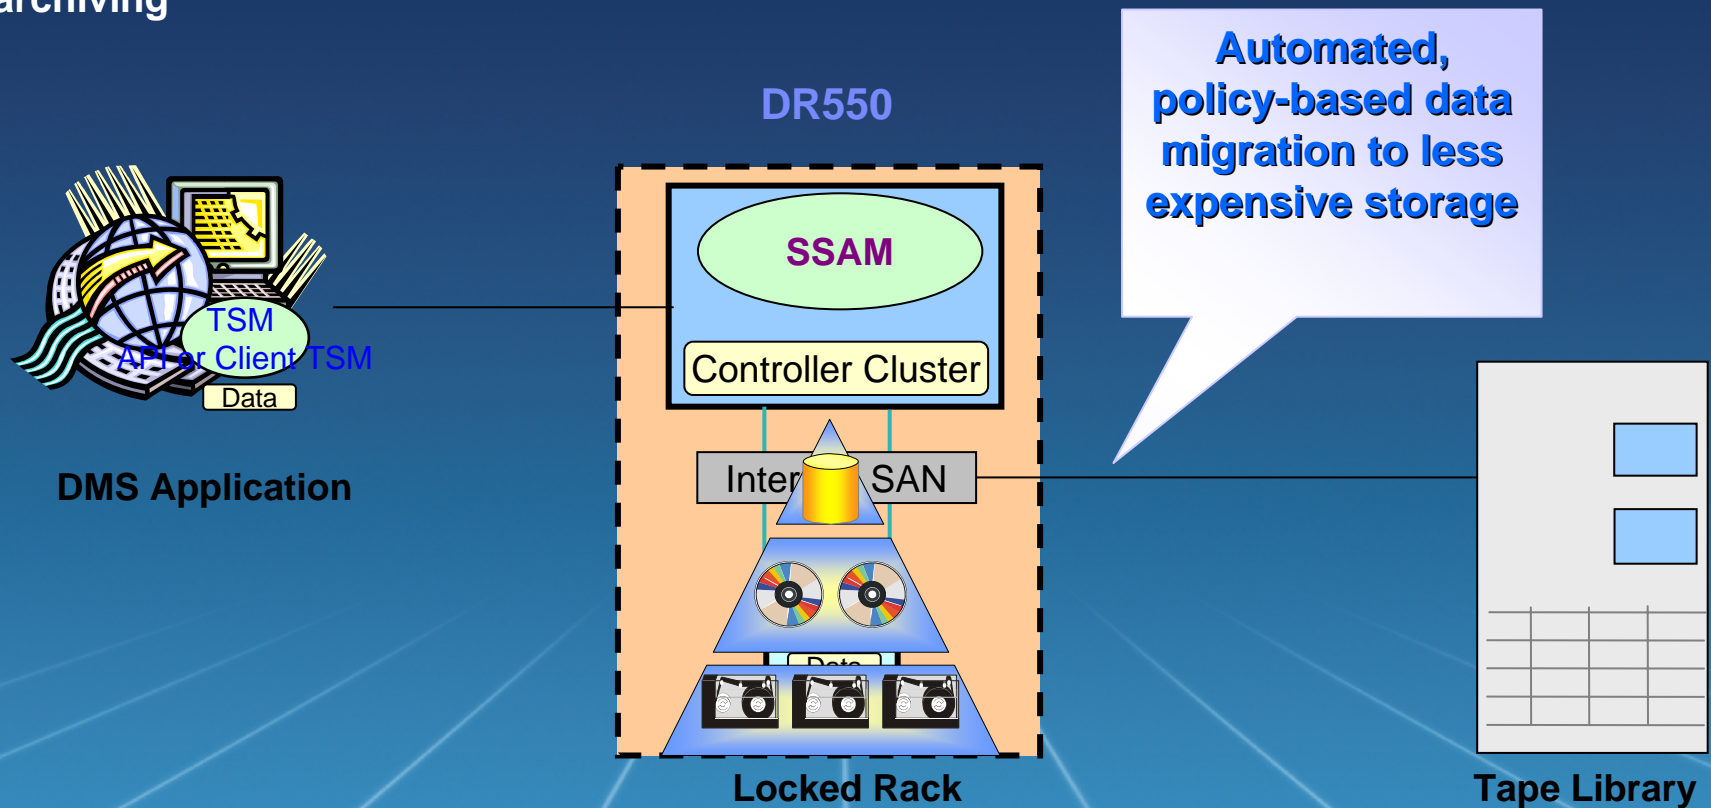 archiving
Automated,
policy-based data
migration to less
expensive storage
DR550
SSAM
TSM
API or Client TSM
Controller Cluster
Data
Inter SAN
DMS Application
Data
Locked Rack
Tape Library